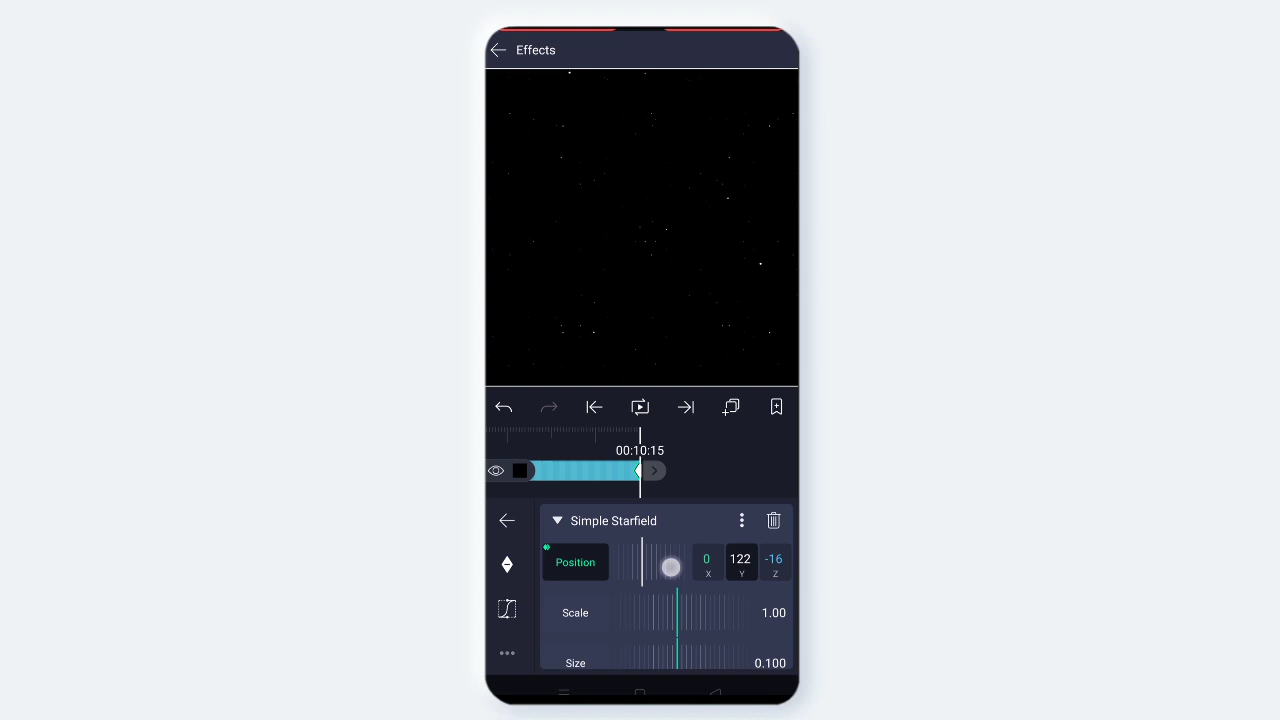 Effects
00:10:15
Simple Starfield
Position
0
122
-16
X
Y
Z
Scale
1.00
Size
0.100